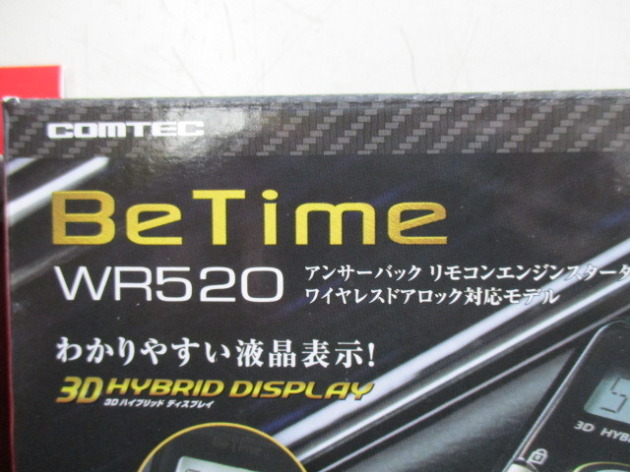 COMTEC
BeTime
WR520
アンサーバック リモコンエンジンスタータ
ワイヤレスドアロック対応モデル
わかりやすい液晶表示!
3D HYBRID DISPLAY
3D ハイブリッド ディスプレイ
3D HYB